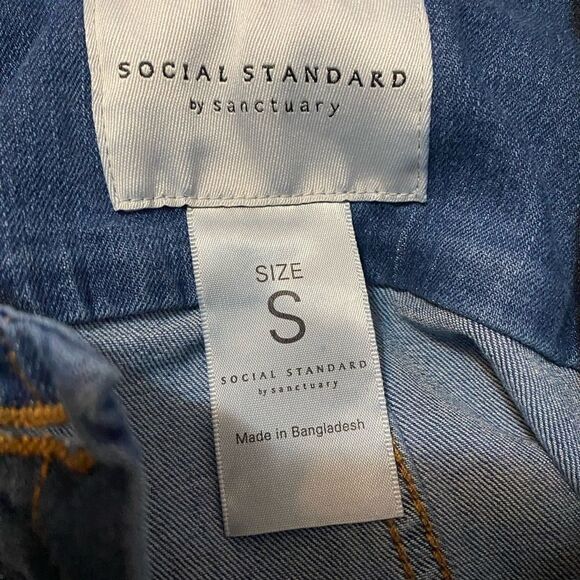 SOCIAL STANDARD
by sanctuary
SIZE
S
SOCIAL STANDARD
by sanctuary
Made in Bangladesh